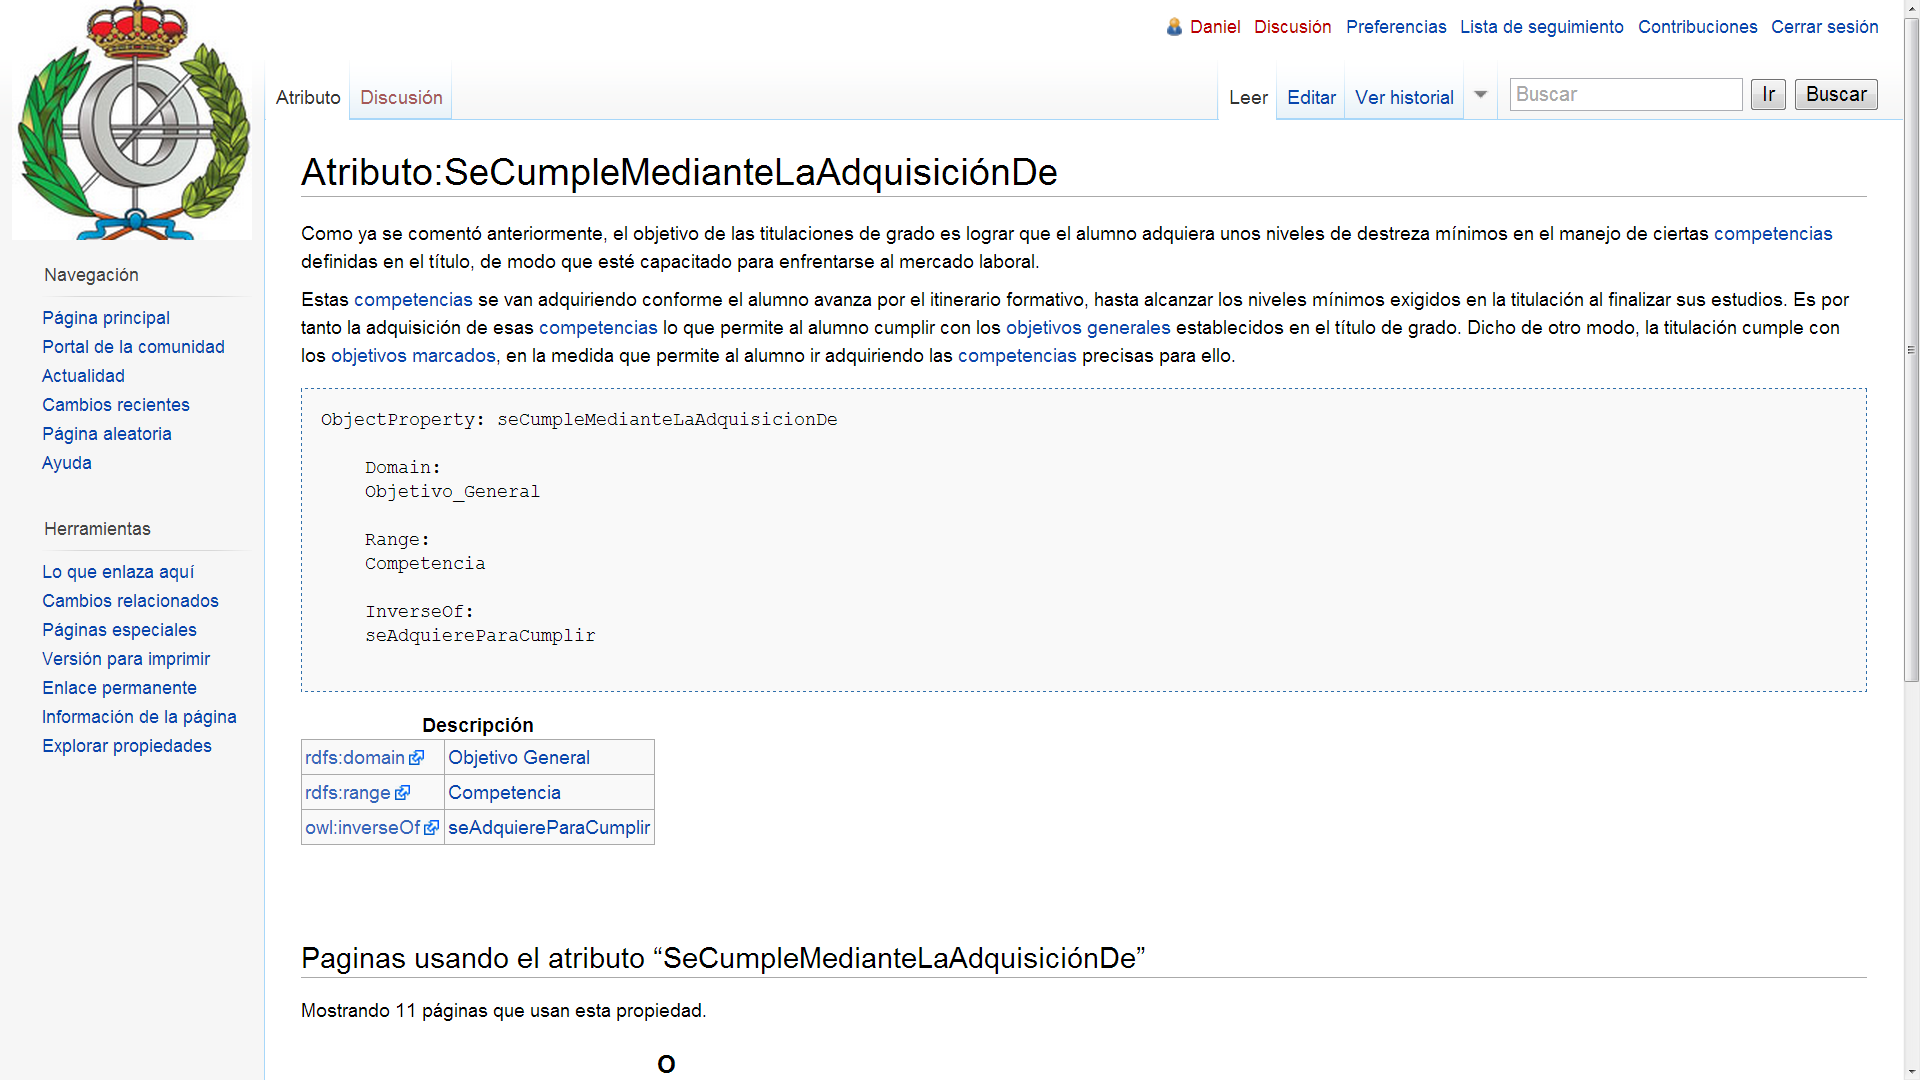 Daniel Discusión Preferencias Lista de seguimiento Contribuciones Cerrar sesión
Atributo Discusión Leer Editar Ver historial Buscar Ir Buscar
Atributo:SeCumpleMedianteLaAdquisiciónDe
Como ya se comentó anteriormente, el objetivo de las titulaciones de grado es lograr que el alumno adquiera unos niveles de destreza mínimos en el manejo de ciertas competencias
definidas en el título, de modo que esté capacitado para enfrentarse al mercado laboral.
Estas competencias se van adquiriendo conforme el alumno avanza por el itinerario formativo, hasta alcanzar los niveles mínimos exigidos en la titulación al finalizar sus estudios. Es por
tanto la adquisición de esas competencias lo que permite al alumno cumplir con los objetivos generales establecidos en el título de grado. Dicho de otro modo, la titulación cumple con
los objetivos marcados, en la medida que permite al alumno ir adquiriendo las competencias precisas para ello.
ObjectProperty: seCumpleMedianteLaAdquisicionDe
Domain:
Objetivo_General
Range:
Competencia
InverseOf:
seAdquiereParaCumplir
Descripción
rdfs:domain Objetivo General
rdfs:range Competencia
owl:inverseOf seAdquiereParaCumplir
Paginas usando el atributo “SeCumpleMedianteLaAdquisiciónDe”
Mostrando 11 páginas que usan esta propiedad.
O
Navegación
Página principal
Portal de la comunidad
Actualidad
Cambios recientes
Página aleatoria
Ayuda
Herramientas
Lo que enlaza aquí
Cambios relacionados
Páginas especiales
Versión para imprimir
Enlace permanente
Información de la página
Explorar propiedades